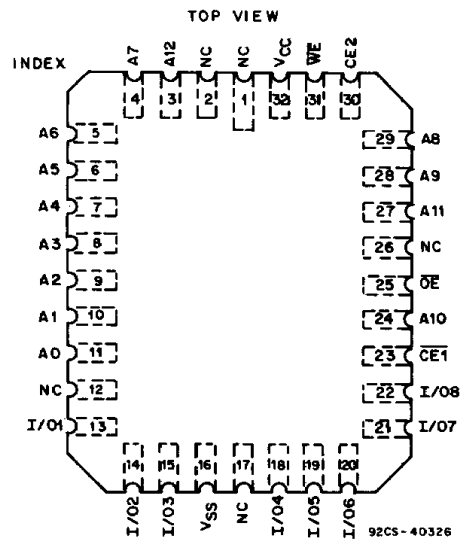 TOP VIEW
INDEX
A7 A12 NC NC VCC WE CE2
4 3 2 1 32 31 30
A6 5
A5 6
A4 7
A3 8
A2 9
A1 10
A0 11
NC 12
I/O1 13
29 A8
28 A9
27 A11
26 NC
25 OE
24 A10
23 CE1
22 I/O8
21 I/O7
14 15 16 17 18 19 20
I/O2 I/O3 VSS NC I/O4 I/O5 I/O6
92CS-40326